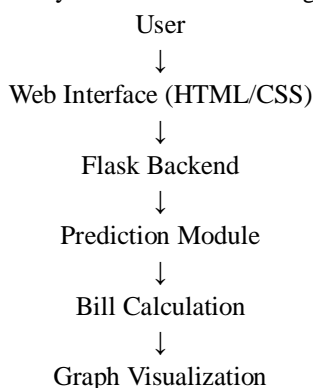 User
↓
Web Interface (HTML/CSS)
↓
Flask Backend
↓
Prediction Module
↓
Bill Calculation
↓
Graph Visualization